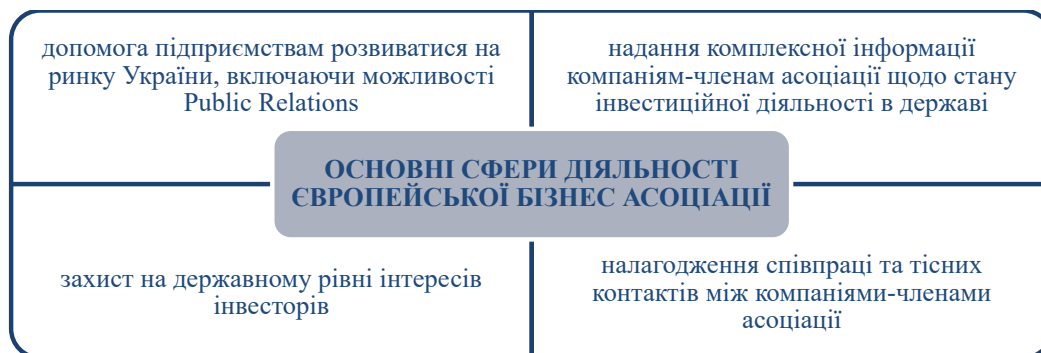 допомога підприємствам розвиватися на
ринку України, включаючи можливості
Public Relations
надання комплексної інформації
компаніям-членам асоціації щодо стану
інвестиційної діяльності в державі
ОСНОВНІ СФЕРИ ДІЯЛЬНОСТІ
ЄВРОПЕЙСЬКОЇ БІЗНЕС АСОЦІАЦІЇ
захист на державному рівні інтересів
інвесторів
налагодження співпраці та тісних
контактів між компаніями-членами
асоціації